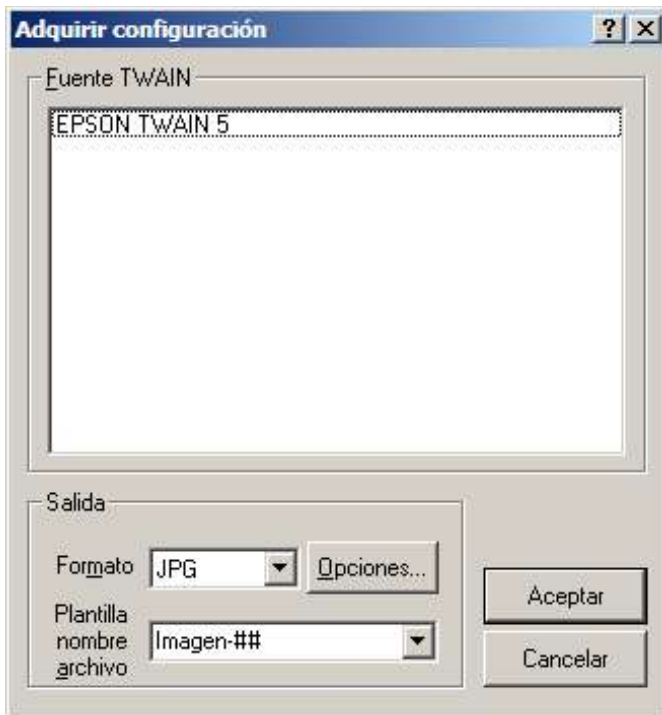 Adquirir configuración
Fuente TWAIN
EPSON TWAIN 5
Salida
Formato JPG Opciones...
Plantilla
nombre
archivo
Imagen-##
Aceptar
Cancelar